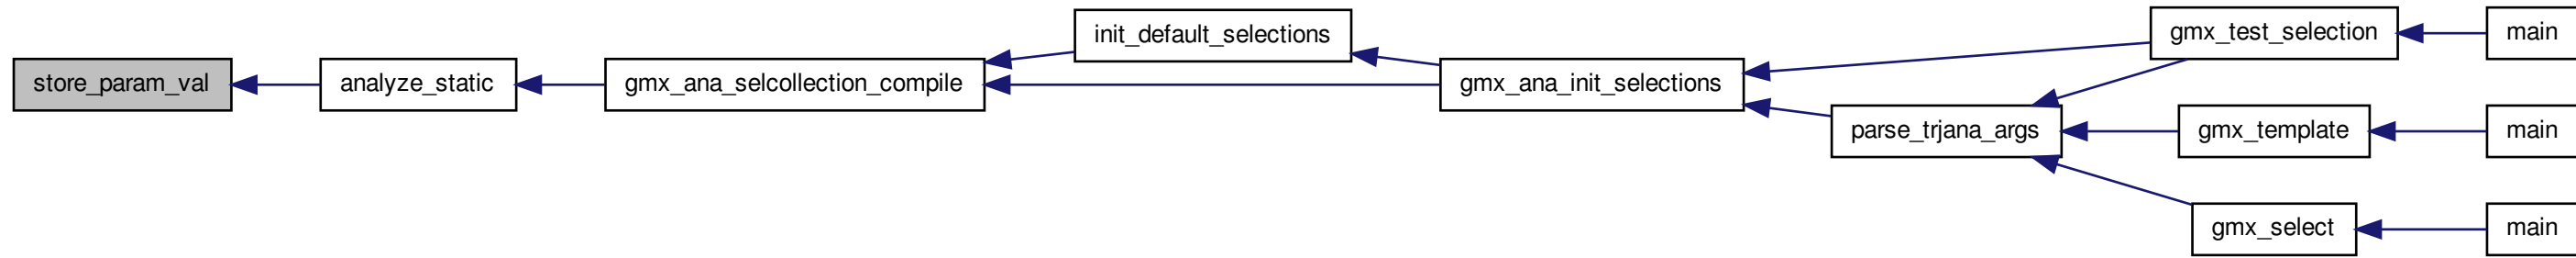 store_param_val
analyze_static
gmx_ana_selcollection_compile
init_default_selections
gmx_ana_init_selections
parse_trjana_args
gmx_test_selection
main
gmx_template
main
gmx_select
main